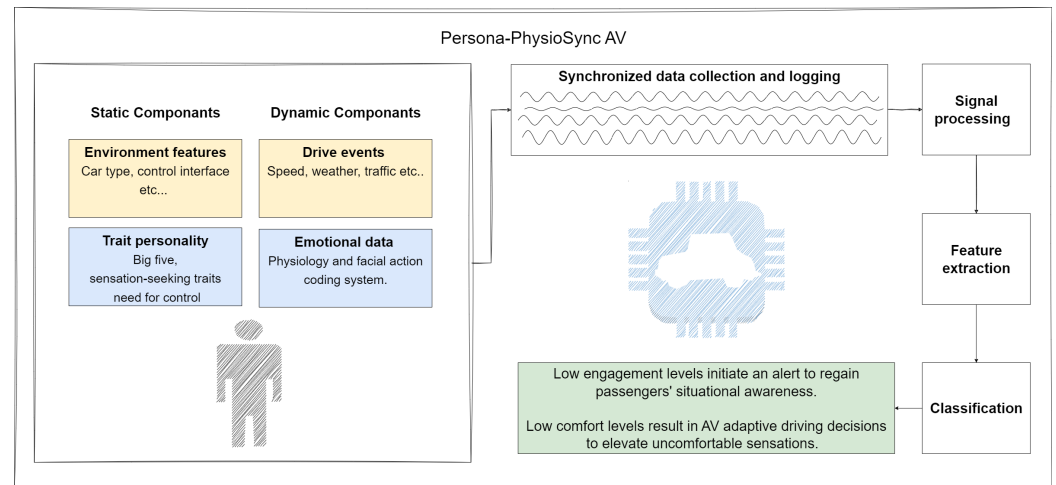 Persona-PhysioSync AV
Static Components
Dynamic Components
Environment features
Car type, control interface
etc...
Drive events
Speed, weather, traffic etc..
Trait personality
Big five,
sensation-seeking traits
need for control
Emotional data
Physiology and facial action
coding system.
Synchronized data collection and logging
Signal
processing
Feature
extraction
Classification
Low engagement levels initiate an alert to regain
passengers' situational awareness.
Low comfort levels result in AV adaptive driving decisions
to elevate uncomfortable sensations.